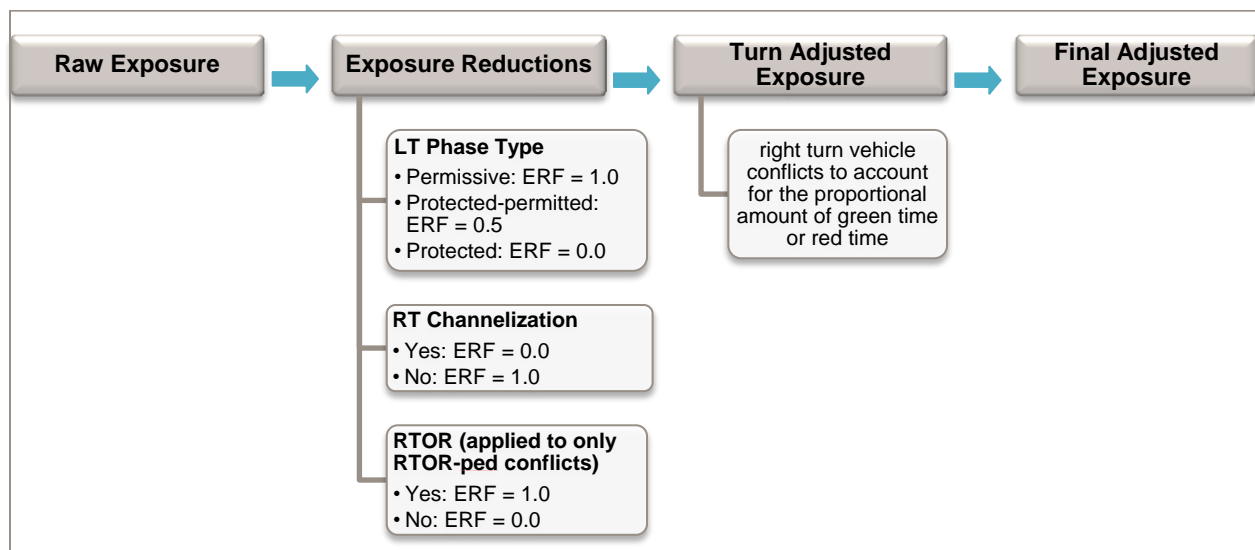 Raw Exposure
Exposure Reductions
Turn Adjusted
Exposure
Final Adjusted
Exposure
LT Phase Type
• Permissive: ERF = 1.0
• Protected-permitted:
ERF = 0.5
• Protected: ERF = 0.0
RT Channelization
• Yes: ERF = 0.0
• No: ERF = 1.0
RTOR (applied to only
RTOR-ped conflicts)
• Yes: ERF = 1.0
• No: ERF = 0.0
right turn vehicle
conflicts to account
for the proportional
amount of green time
or red time